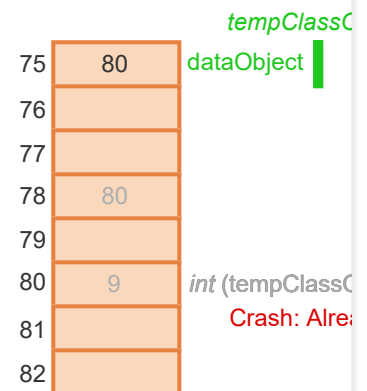 tempClassO
75 80 dataObject
76
77
78 80
79
80 9 int (tempClassO
Crash: Alrea
81
82